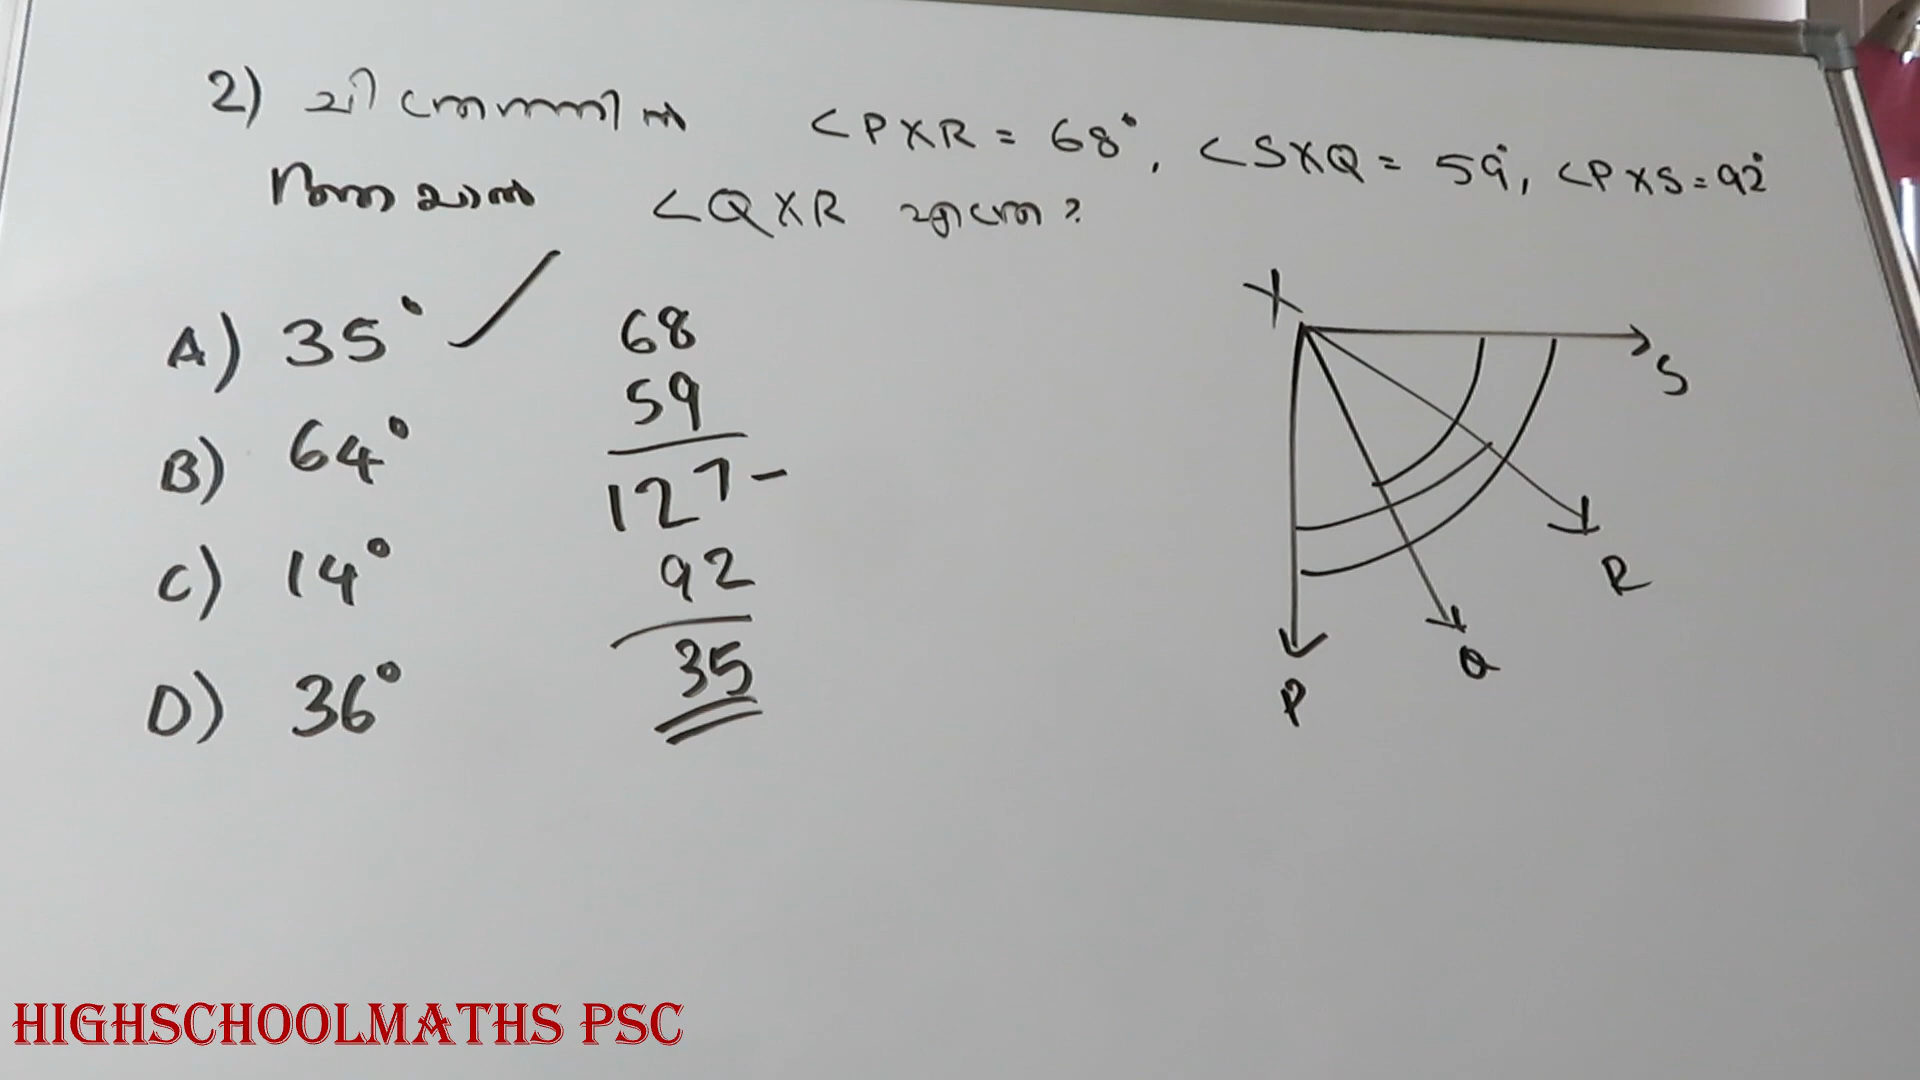 2) ചിത്രത്തിൽ <PXR = 68°, <SXQ = 59°, <PXS = 92°
ആയാൽ <QXR എത്ര?
A) 35°
B) 64°
C) 14°
D) 36°
68
59
127 -
92
35
X
S
R
Q
P
HIGHSCHOOLMATHS PSC